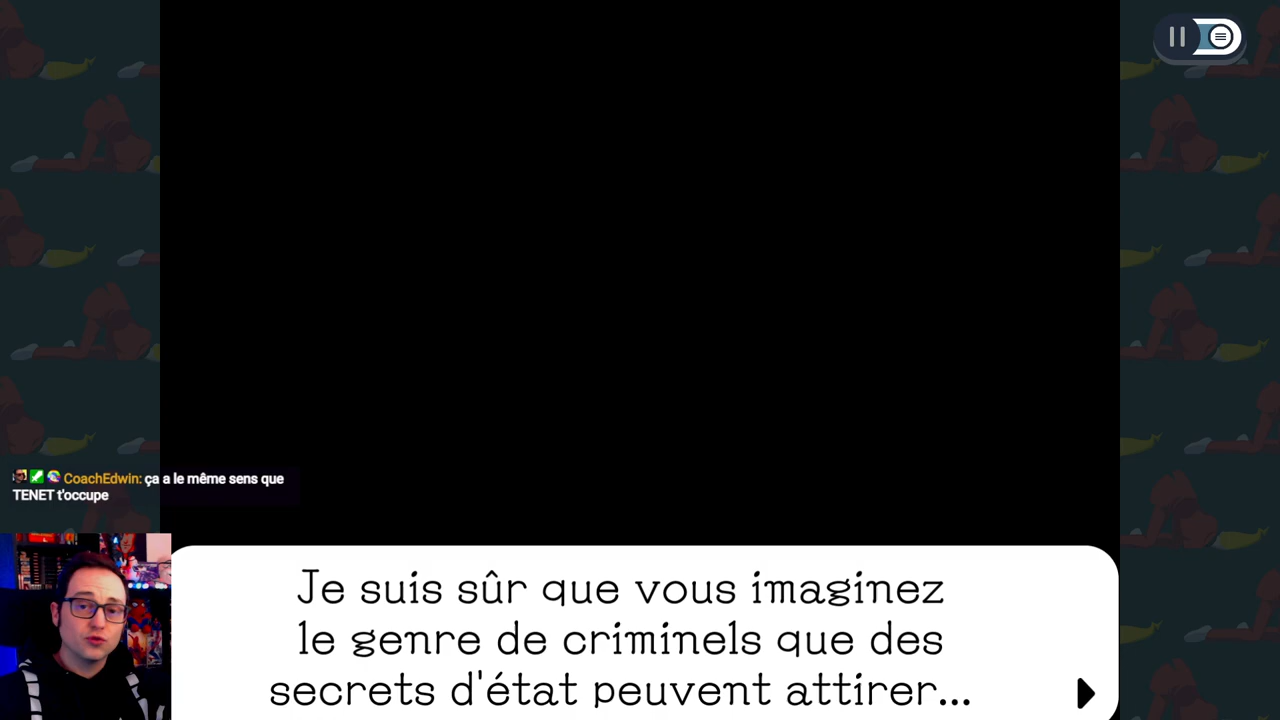 CoachEdwin: ça a le même sens que
TENET t'occupe
Je suis sûr que vous imaginez
le genre de criminels que des
secrets d'état peuvent attirer...